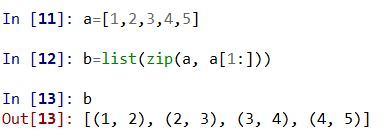 In [11]: a=[1,2,3,4,5]
In [12]: b=list(zip(a, a[1:]))
In [13]: b
Out[13]: [(1, 2), (2, 3), (3, 4), (4, 5)]